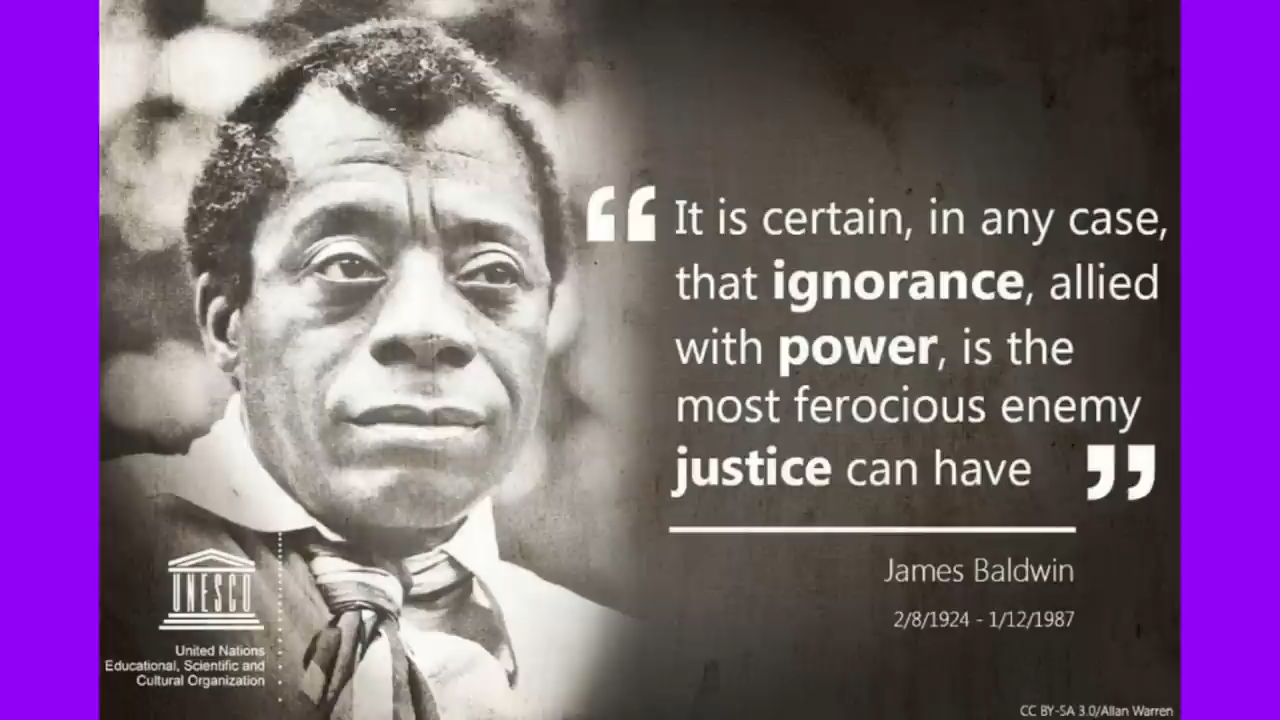 “ It is certain, in any case,
that ignorance, allied
with power, is the
most ferocious enemy
justice can have ”
James Baldwin
2/8/1924 - 1/12/1987
UNESCO
United Nations
Educational, Scientific and
Cultural Organization
CC BY-SA 3.0/Allan Warren